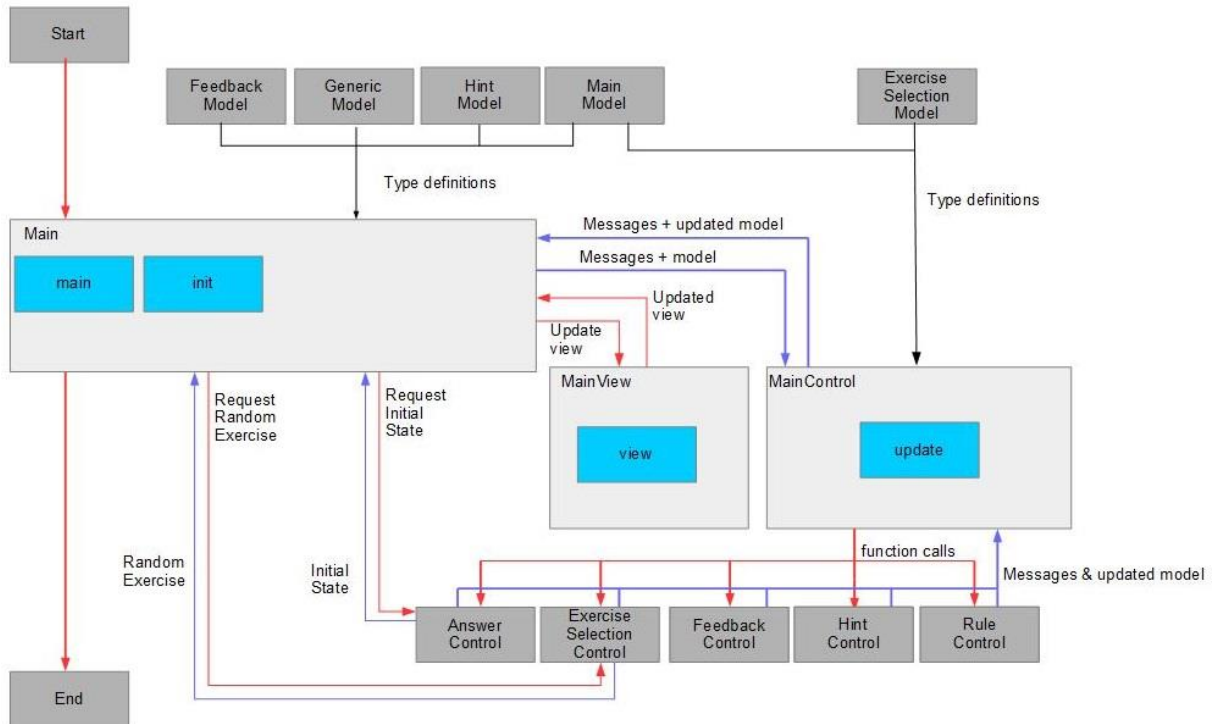 Start
Feedback
Model
Generic
Model
Hint
Model
Main
Model
Exercise
Selection
Model
Type definitions
Type definitions
Main
main
init
Messages + updated model
Messages + model
Updated
view
Update
view
MainView
view
MainControl
update
Request
Random
Exercise
Request
Initial
State
Random
Exercise
Initial
State
function calls
Messages & updated model
Answer
Control
Exercise
Selection
Control
Feedback
Control
Hint
Control
Rule
Control
End